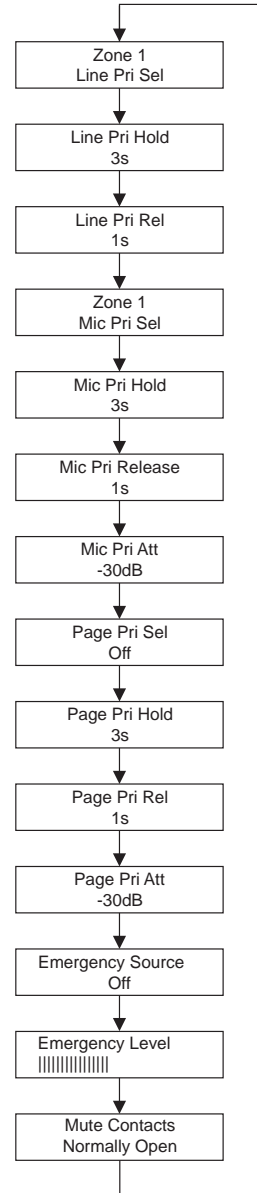 Zone 1
Line Pri Sel
Line Pri Hold
3s
Line Pri Rel
1s
Zone 1
Mic Pri Sel
Mic Pri Hold
3s
Mic Pri Release
1s
Mic Pri Att
-30dB
Page Pri Sel
Off
Page Pri Hold
3s
Page Pri Rel
1s
Page Pri Att
-30dB
Emergency Source
Off
Emergency Level
||||||||||||||||
Mute Contacts
Normally Open